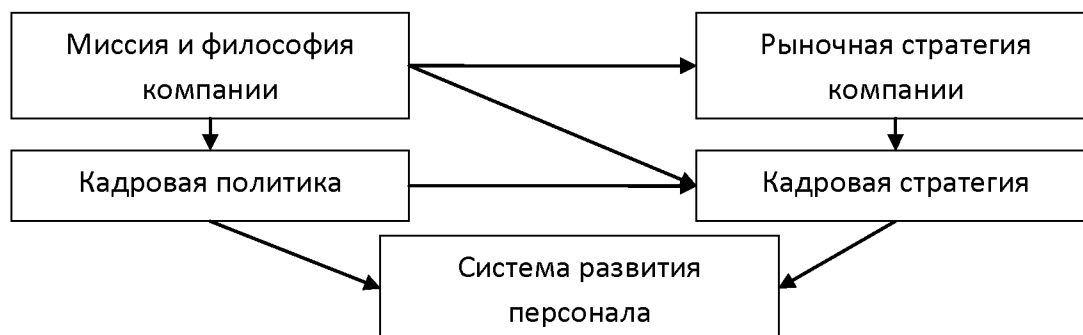 Миссия и философия
компании
Рыночная стратегия
компании
Кадровая политика
Кадровая стратегия
Система развития
персонала